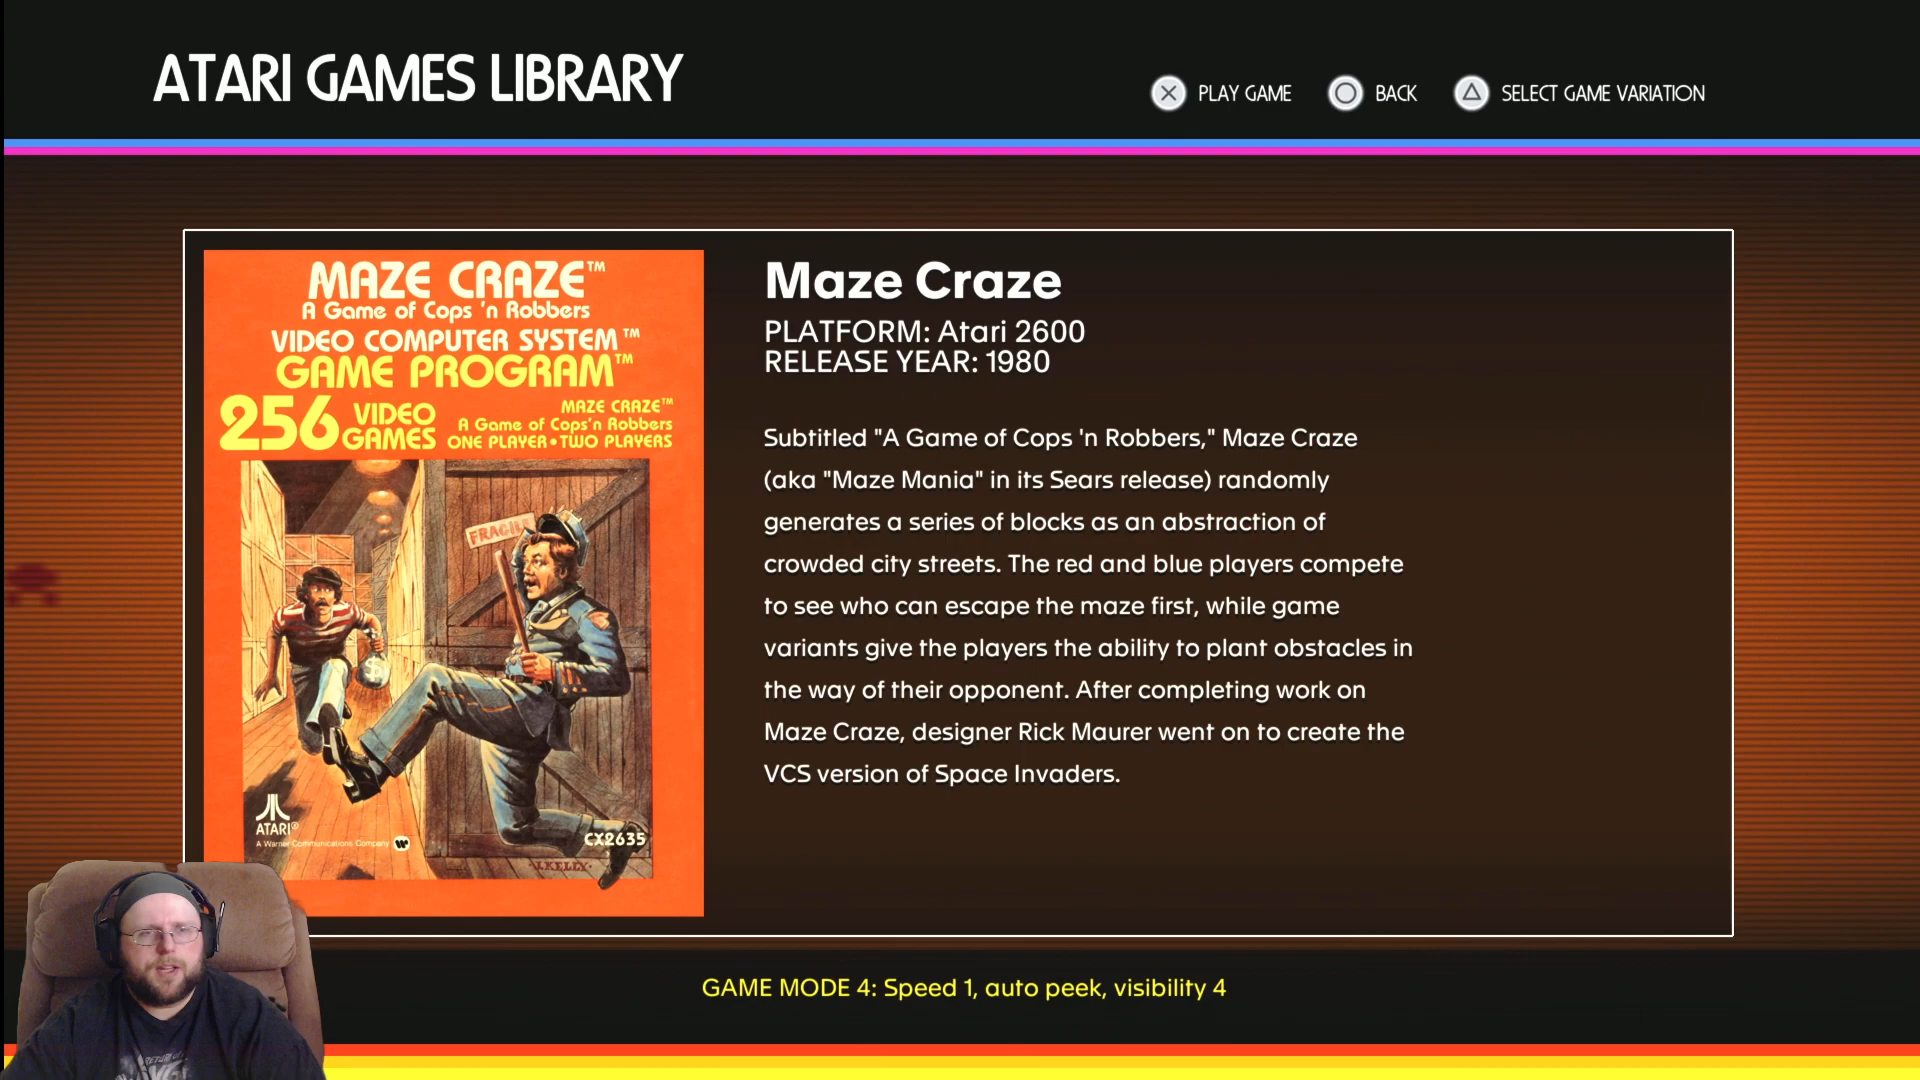 ATARI GAMES LIBRARY
PLAY GAME
BACK
SELECT GAME VARIATION
MAZE CRAZE™
A Game of Cops 'n Robbers
VIDEO COMPUTER SYSTEM™
GAME PROGRAM™
256 VIDEO GAMES
MAZE CRAZE™
A Game of Cops'n Robbers
ONE PLAYER•TWO PLAYERS
FRAGILE
ATARI®
A Warner Communications Company
CX2635
J.KELLY
Maze Craze
PLATFORM: Atari 2600
RELEASE YEAR: 1980
Subtitled "A Game of Cops 'n Robbers," Maze Craze
(aka "Maze Mania" in its Sears release) randomly
generates a series of blocks as an abstraction of
crowded city streets. The red and blue players compete
to see who can escape the maze first, while game
variants give the players the ability to plant obstacles in
the way of their opponent. After completing work on
Maze Craze, designer Rick Maurer went on to create the
VCS version of Space Invaders.
GAME MODE 4: Speed 1, auto peek, visibility 4